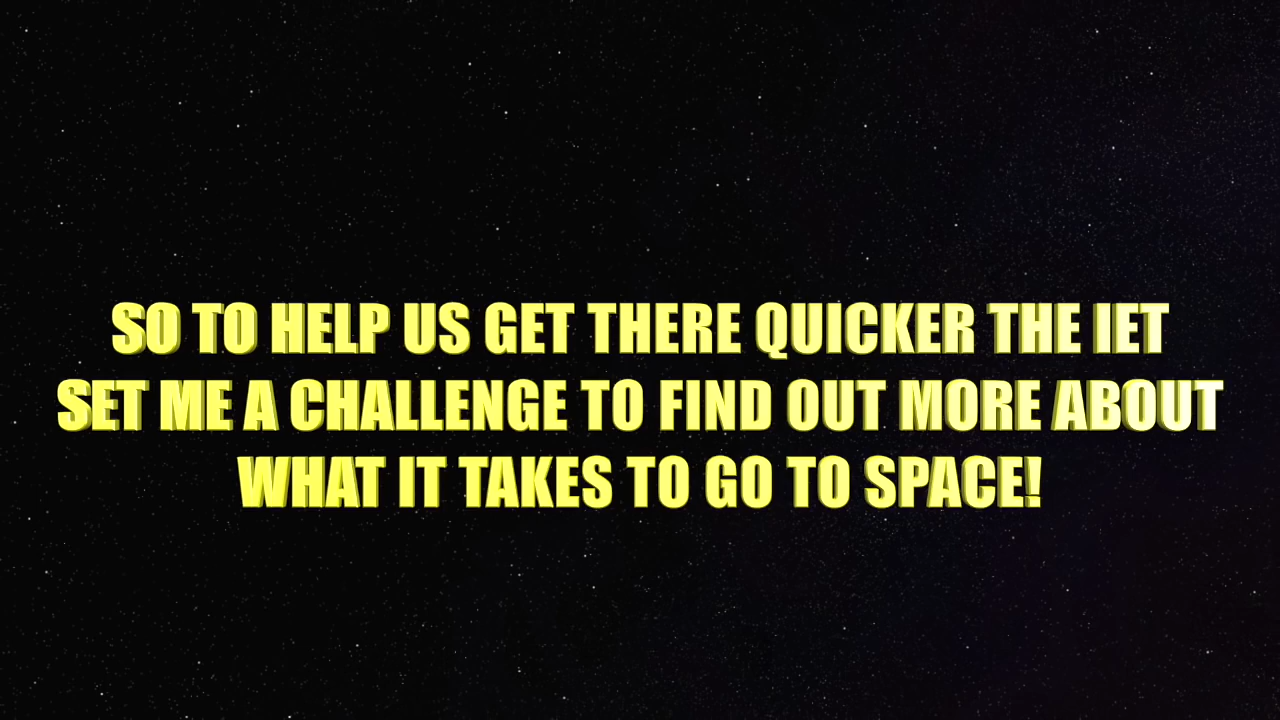 SO TO HELP US GET THERE QUICKER THE IET
SET ME A CHALLENGE TO FIND OUT MORE ABOUT
WHAT IT TAKES TO GO TO SPACE!